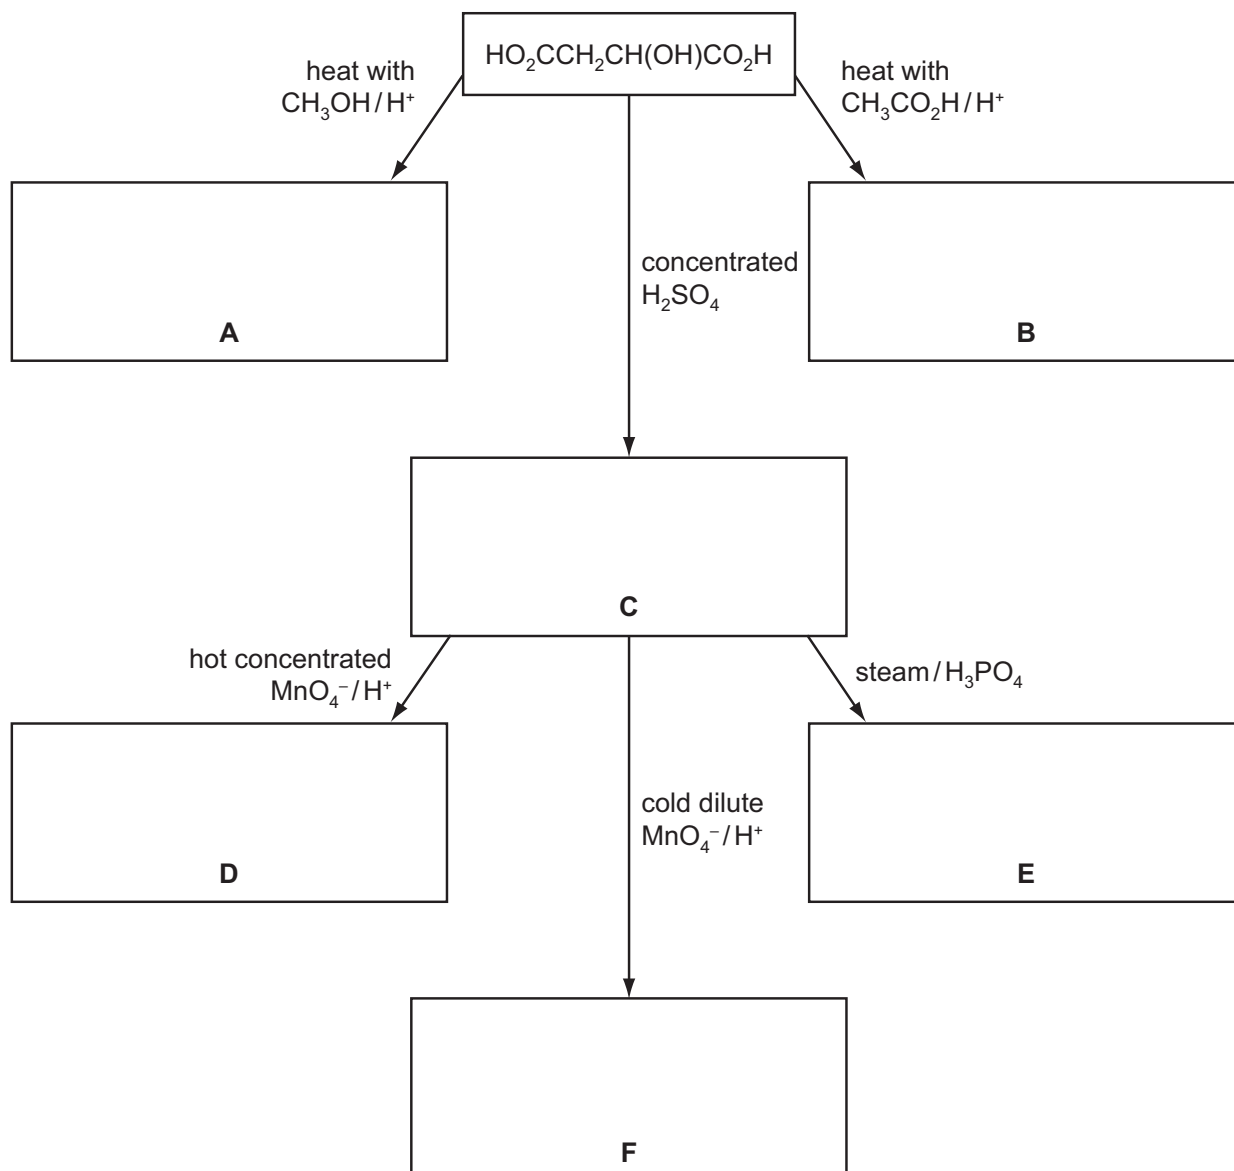 HO₂CCH₂CH(OH)CO₂H
heat with
CH₃OH / H⁺
heat with
CH₃CO₂H / H⁺
concentrated
H₂SO₄
A
B
C
hot concentrated
MnO₄⁻ / H⁺
steam / H₃PO₄
cold dilute
MnO₄⁻ / H⁺
D
E
F